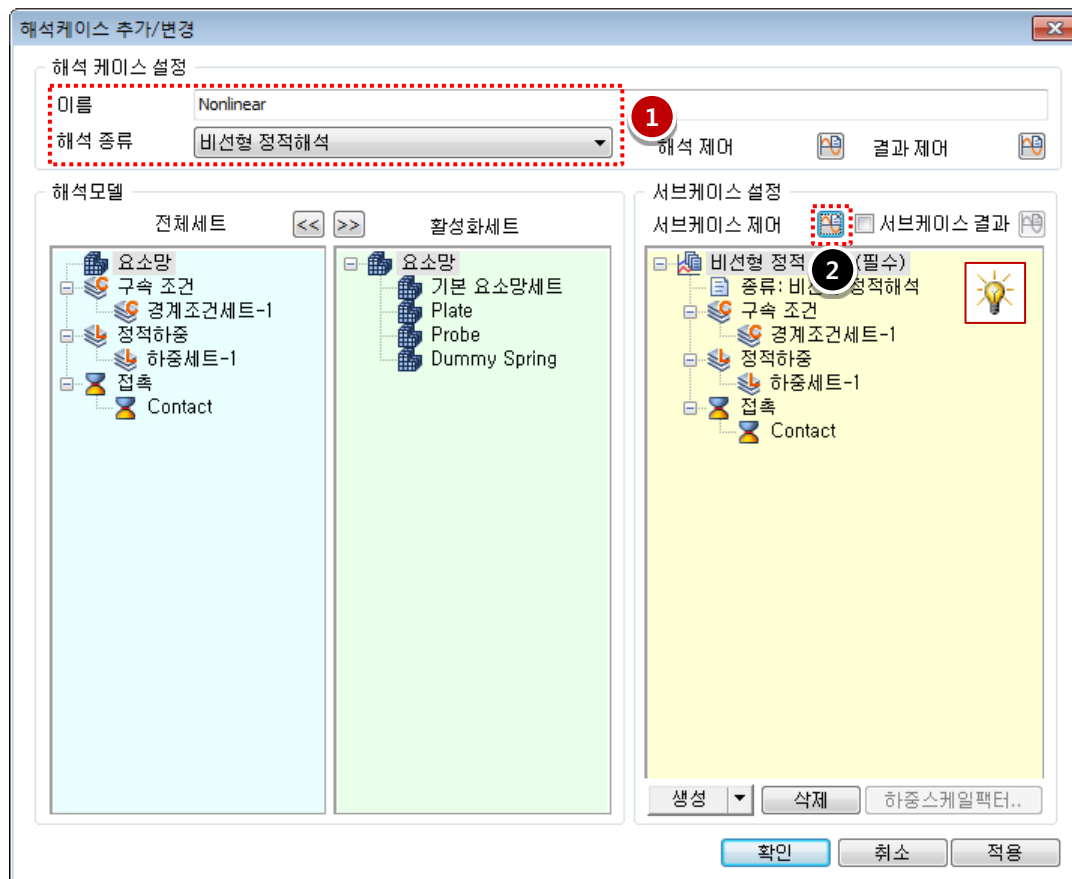 해석케이스 추가/변경
해석 케이스 설정
이름 Nonlinear
1
해석 종류 비선형 정적해석 해석 제어 결과 제어
해석모델
전체세트 << >> 활성화세트
요소망
구속 조건
경계조건세트-1
정적하중
하중세트-1
접촉
Contact
요소망
기본 요소망세트
Plate
Probe
Dummy Spring
서브케이스 설정
서브케이스 제어 서브케이스 결과
2
비선형 정적 (필수)
종류: 비선 정적해석
구속 조건
경계조건세트-1
정적하중
하중세트-1
접촉
Contact
생성 삭제 하중스케일팩터..
확인 취소 적용